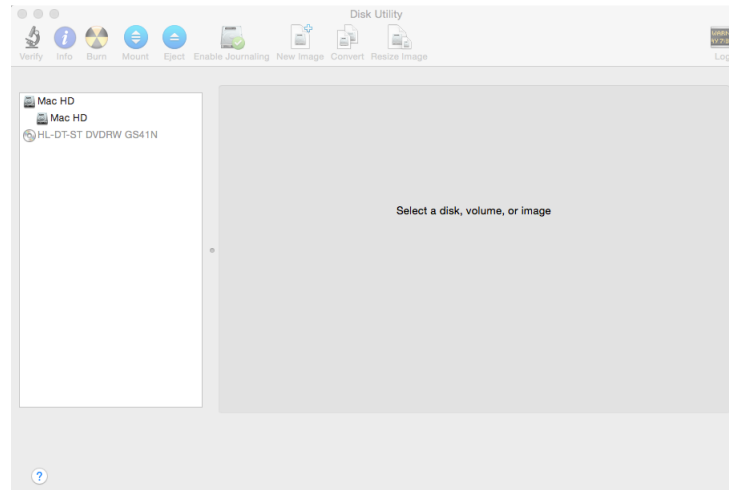 Disk Utility
Verify Info Burn Mount Eject Enable Journaling New Image Convert Resize Image Log
Mac HD
Mac HD
HL-DT-ST DVDRW GS41N
Select a disk, volume, or image
?